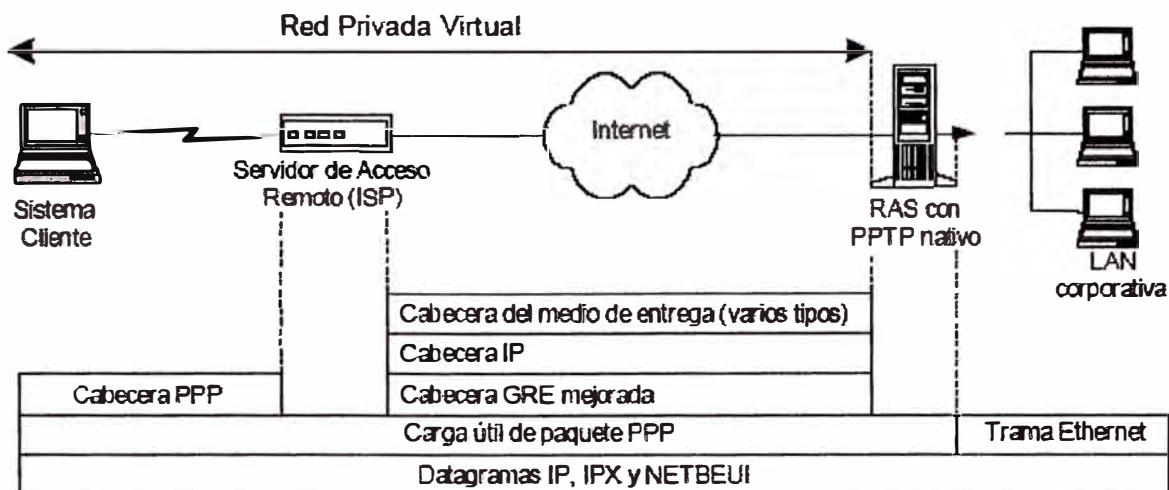 Red Privada Virtual
Internet
Servidor de Acceso
Remoto (ISP)
Sistema
Cliente
RAS con
PPTP nativo
LAN
corporativa
Cabecera del medio de entrega (varios tipos)
Cabecera IP
Cabecera PPP
Cabecera GRE mejorada
Carga útil de paquete PPP
Trama Ethernet
Datagramas IP, IPX y NETBEUI